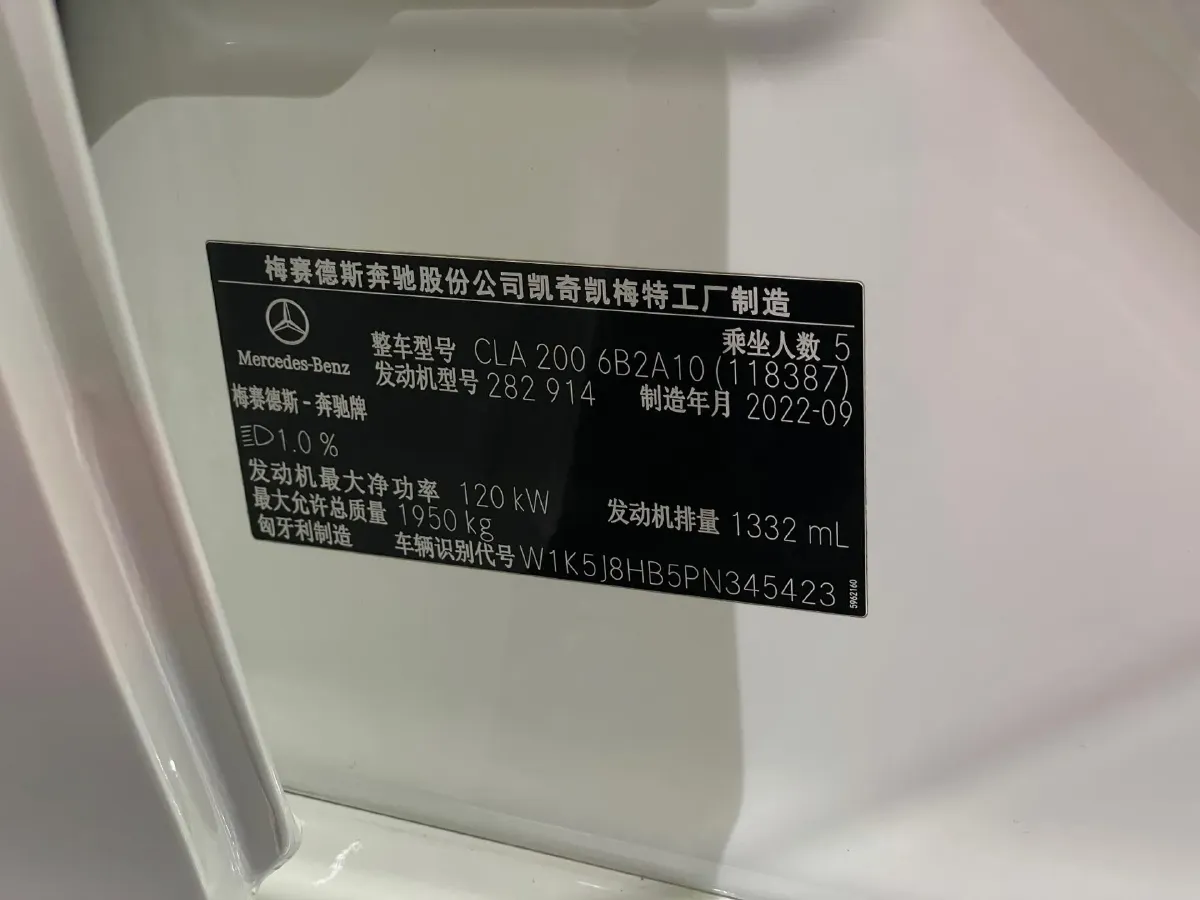 梅赛德斯奔驰股份公司凯奇凯梅特工厂制造
乘坐人数 5
Mercedes-Benz
整车型号 CLA 200 6B2A10 (118387)
发动机型号 282 914
制造年月 2022-09
梅赛德斯-奔驰牌
1.0 %
发动机最大净功率 120 kW
发动机排量 1332 mL
最大允许总质量 1950 kg
匈牙利制造
车辆识别代号 W1K5J8HB5PN345423
5962160